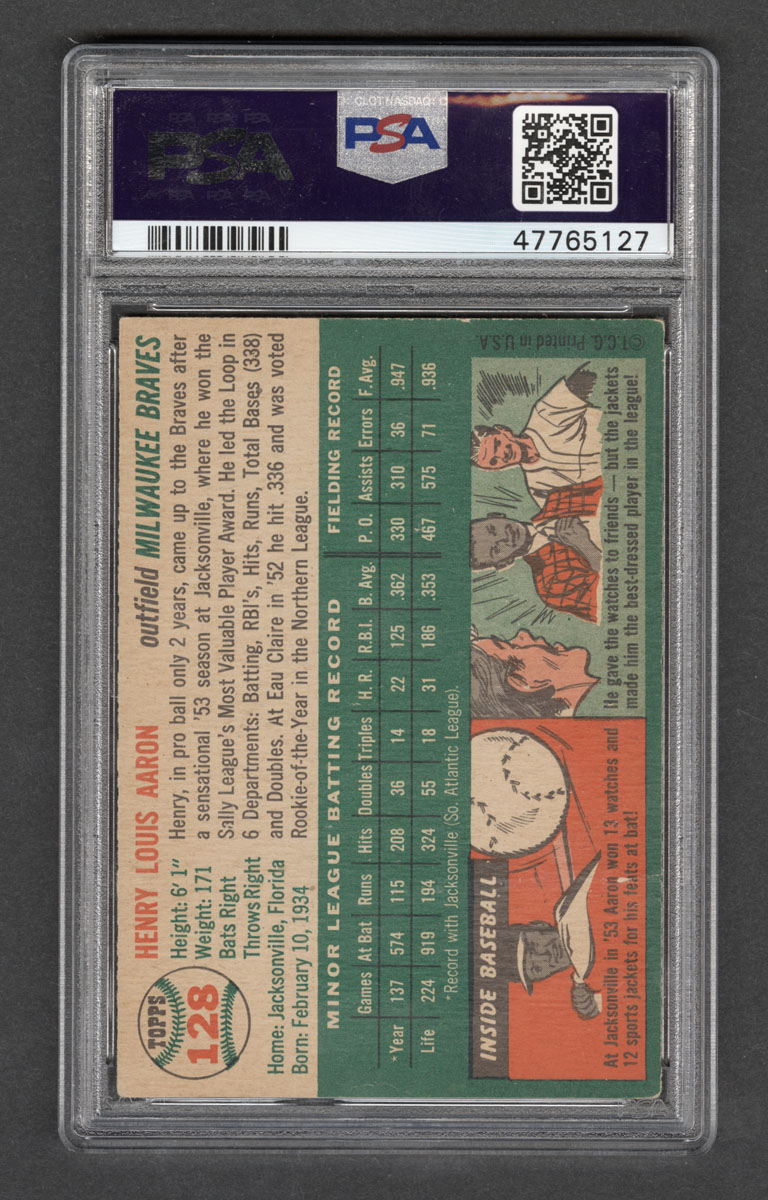 CLOT NASDAQ: C
PSA
PSA
PSA PSA PSA
PSA
47765127
TOPPS
128
HENRY LOUIS AARON
outfield MILWAUKEE BRAVES
Height: 6' 1"
Weight: 171
Bats Right
Throws Right
Home: Jacksonville, Florida
Born: February 10, 1934
Henry, in pro ball only 2 years, came up to the Braves after
a sensational '53 season at Jacksonville, where he won the
Sally League's Most Valuable Player Award. He led the Loop in
6 Departments: Batting, RBI's, Hits, Runs, Total Bases (338)
and Doubles. At Eau Claire in '52 he hit .336 and was voted
Rookie-of-the-Year in the Northern League.
MINOR LEAGUE BATTING RECORD FIELDING RECORD
Games At Bat Runs Hits Doubles Triples H. R. R.B.I. B. Avg. P. O. Assists Errors F. Avg.
*Year 137 574 115 208 36 14 22 125 .362 330 310 36 .947
Life 224 919 194 324 55 18 31 186 .353 467 575 71 .936
*Record with Jacksonville (So. Atlantic League).
INSIDE BASEBALL
At Jacksonville in '53 Aaron won 13 watches and
12 sports jackets for his feats at bat!
He gave the watches to friends — but the jackets
made him the best-dressed player in the league!
©T.C.G. Printed in U.S.A.